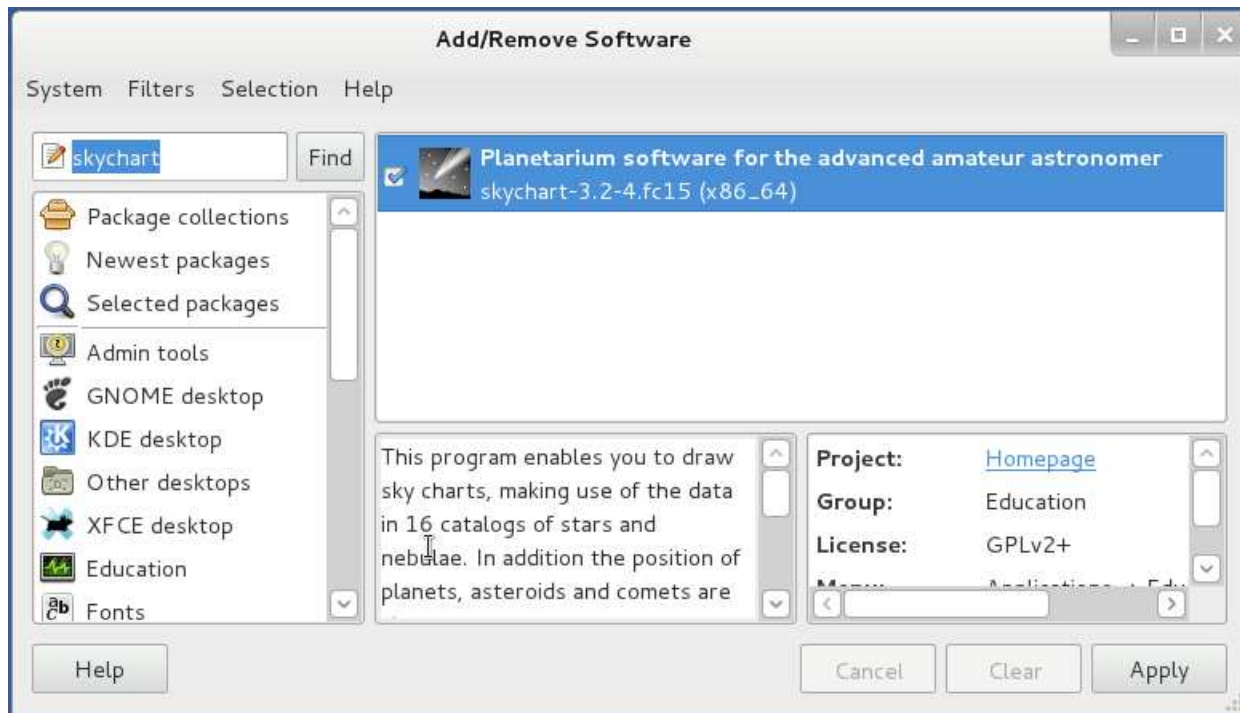 Add/Remove Software
System Filters Selection Help
skychart
Find
Planetarium software for the advanced amateur astronomer
skychart-3.2-4.fc15 (x86_64)
Package collections
Newest packages
Selected packages
Admin tools
GNOME desktop
KDE desktop
Other desktops
XFCE desktop
Education
Fonts
This program enables you to draw
sky charts, making use of the data
in 16 catalogs of stars and
nebulae. In addition the position of
planets, asteroids and comets are
Project: Homepage
Group: Education
License: GPLv2+
Help
Cancel
Clear
Apply